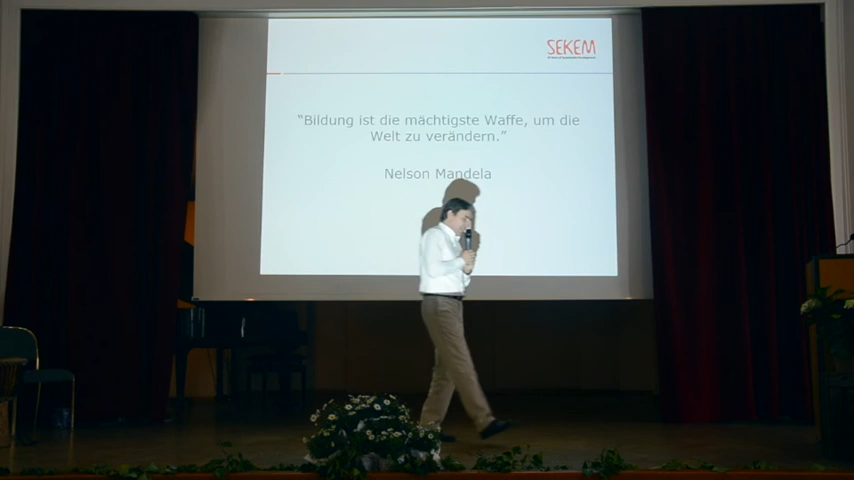 SEKEM
“Bildung ist die mächtigste Waffe, um die
Welt zu verändern.”
Nelson Mandela